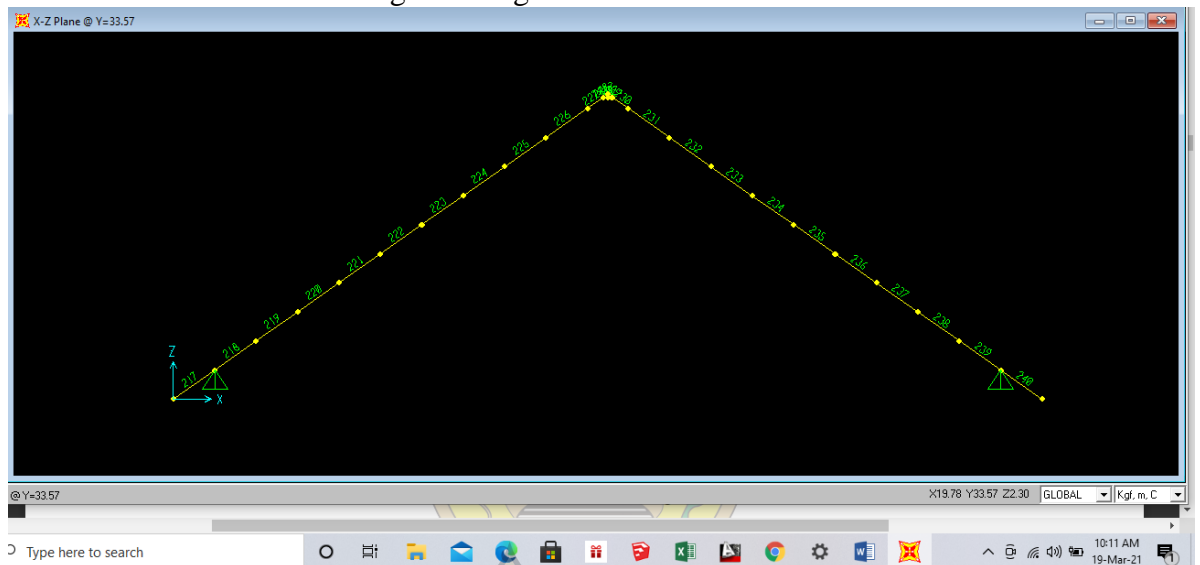 X-Z Plane @ Y=33.57
230
226
231
225
232
224
233
223
234
222
235
221
236
220
237
219
238
218
239
217
240
Z
X
@ Y=33.57
X19.78 Y33.57 Z2.30
GLOBAL
Kgf, m, C
Type here to search
10:11 AM
19-Mar-21